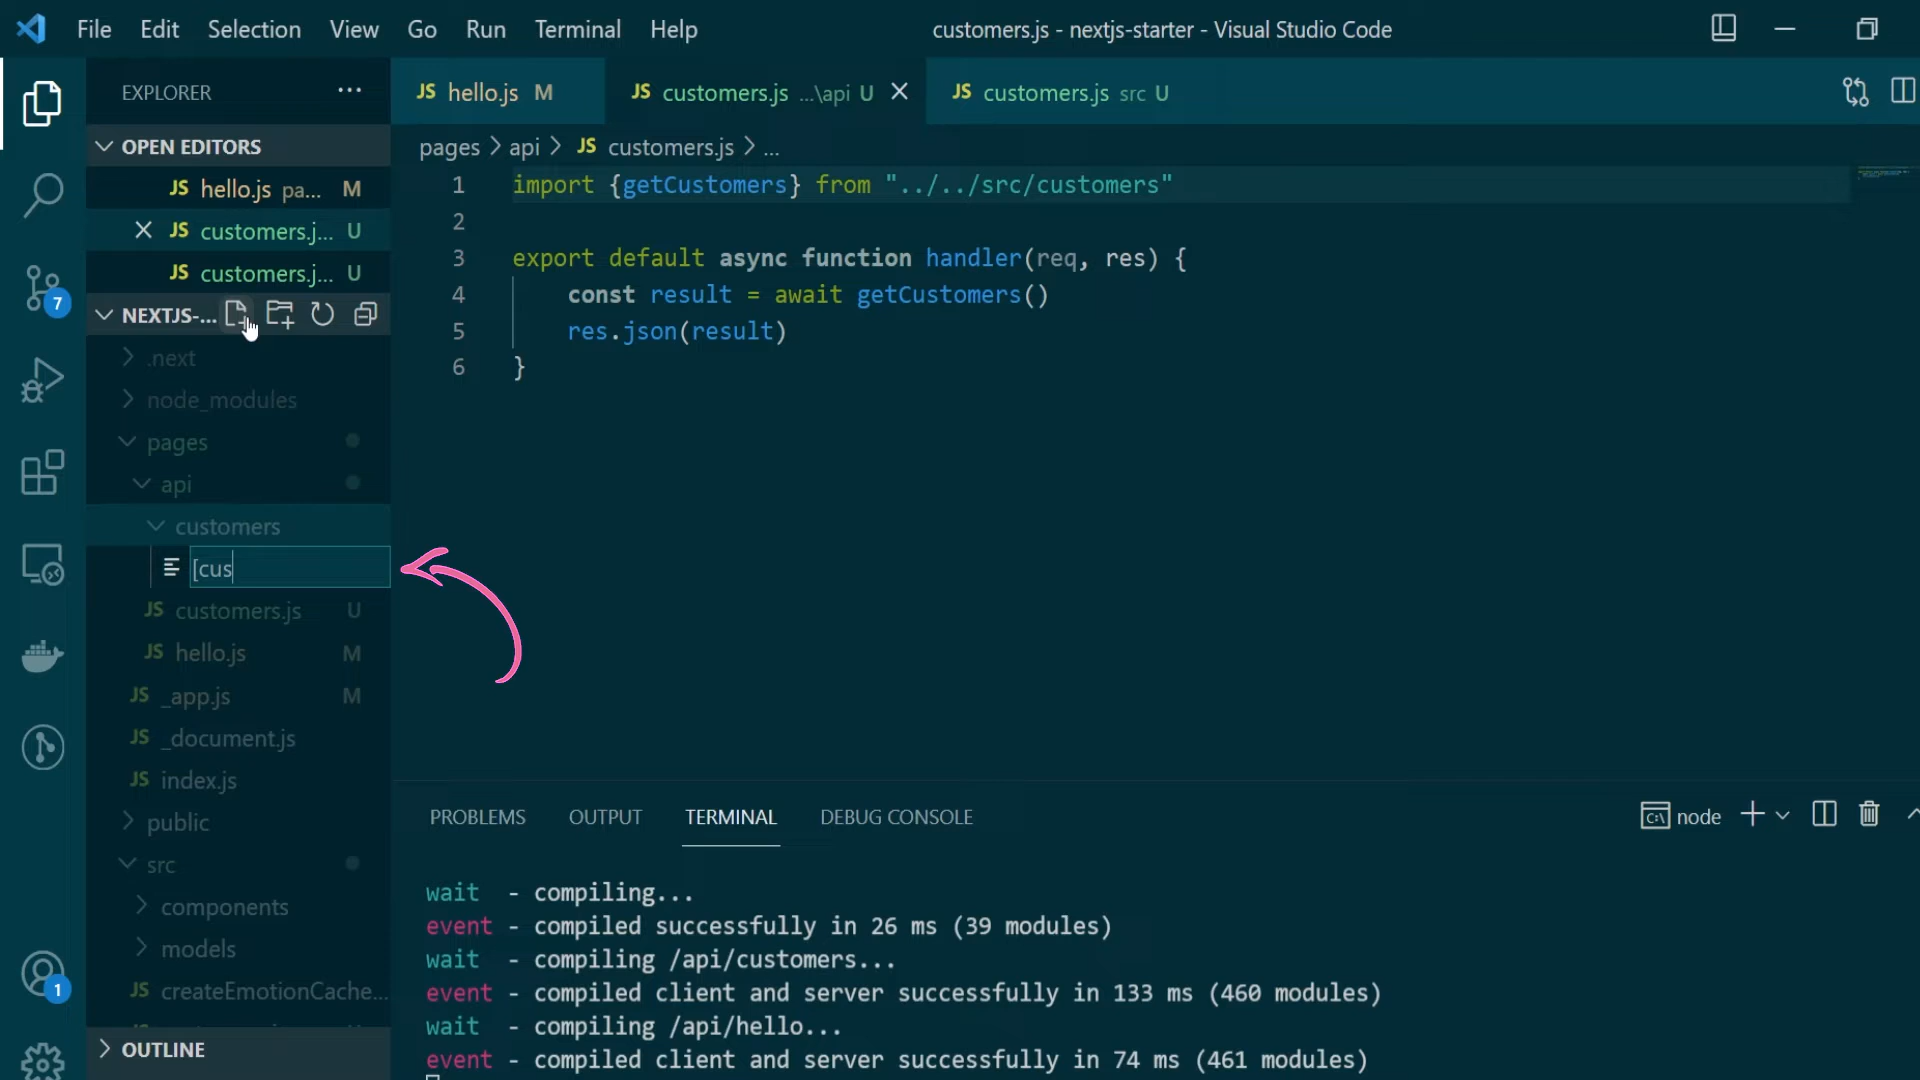 File Edit Selection View Go Run Terminal Help
customers.js - nextjs-starter - Visual Studio Code
EXPLORER
OPEN EDITORS
JS hello.js pa... M
JS customers.j... U
JS customers.j... U
NEXTJS-...
.next
node_modules
pages
api
customers
[cus
JS customers.js U
JS hello.js M
JS _app.js M
JS _document.js
JS index.js
public
src
components
models
JS createEmotionCache...
OUTLINE
7
1
JS hello.js M
JS customers.js ...\api U
JS customers.js src U
pages > api > JS customers.js > ...
1 import {getCustomers} from "../../src/customers"
2
3 export default async function handler(req, res) {
4 const result = await getCustomers()
5 res.json(result)
6 }
PROBLEMS OUTPUT TERMINAL DEBUG CONSOLE
C:\ node
wait - compiling...
event - compiled successfully in 26 ms (39 modules)
wait - compiling /api/customers...
event - compiled client and server successfully in 133 ms (460 modules)
wait - compiling /api/hello...
event - compiled client and server successfully in 74 ms (461 modules)